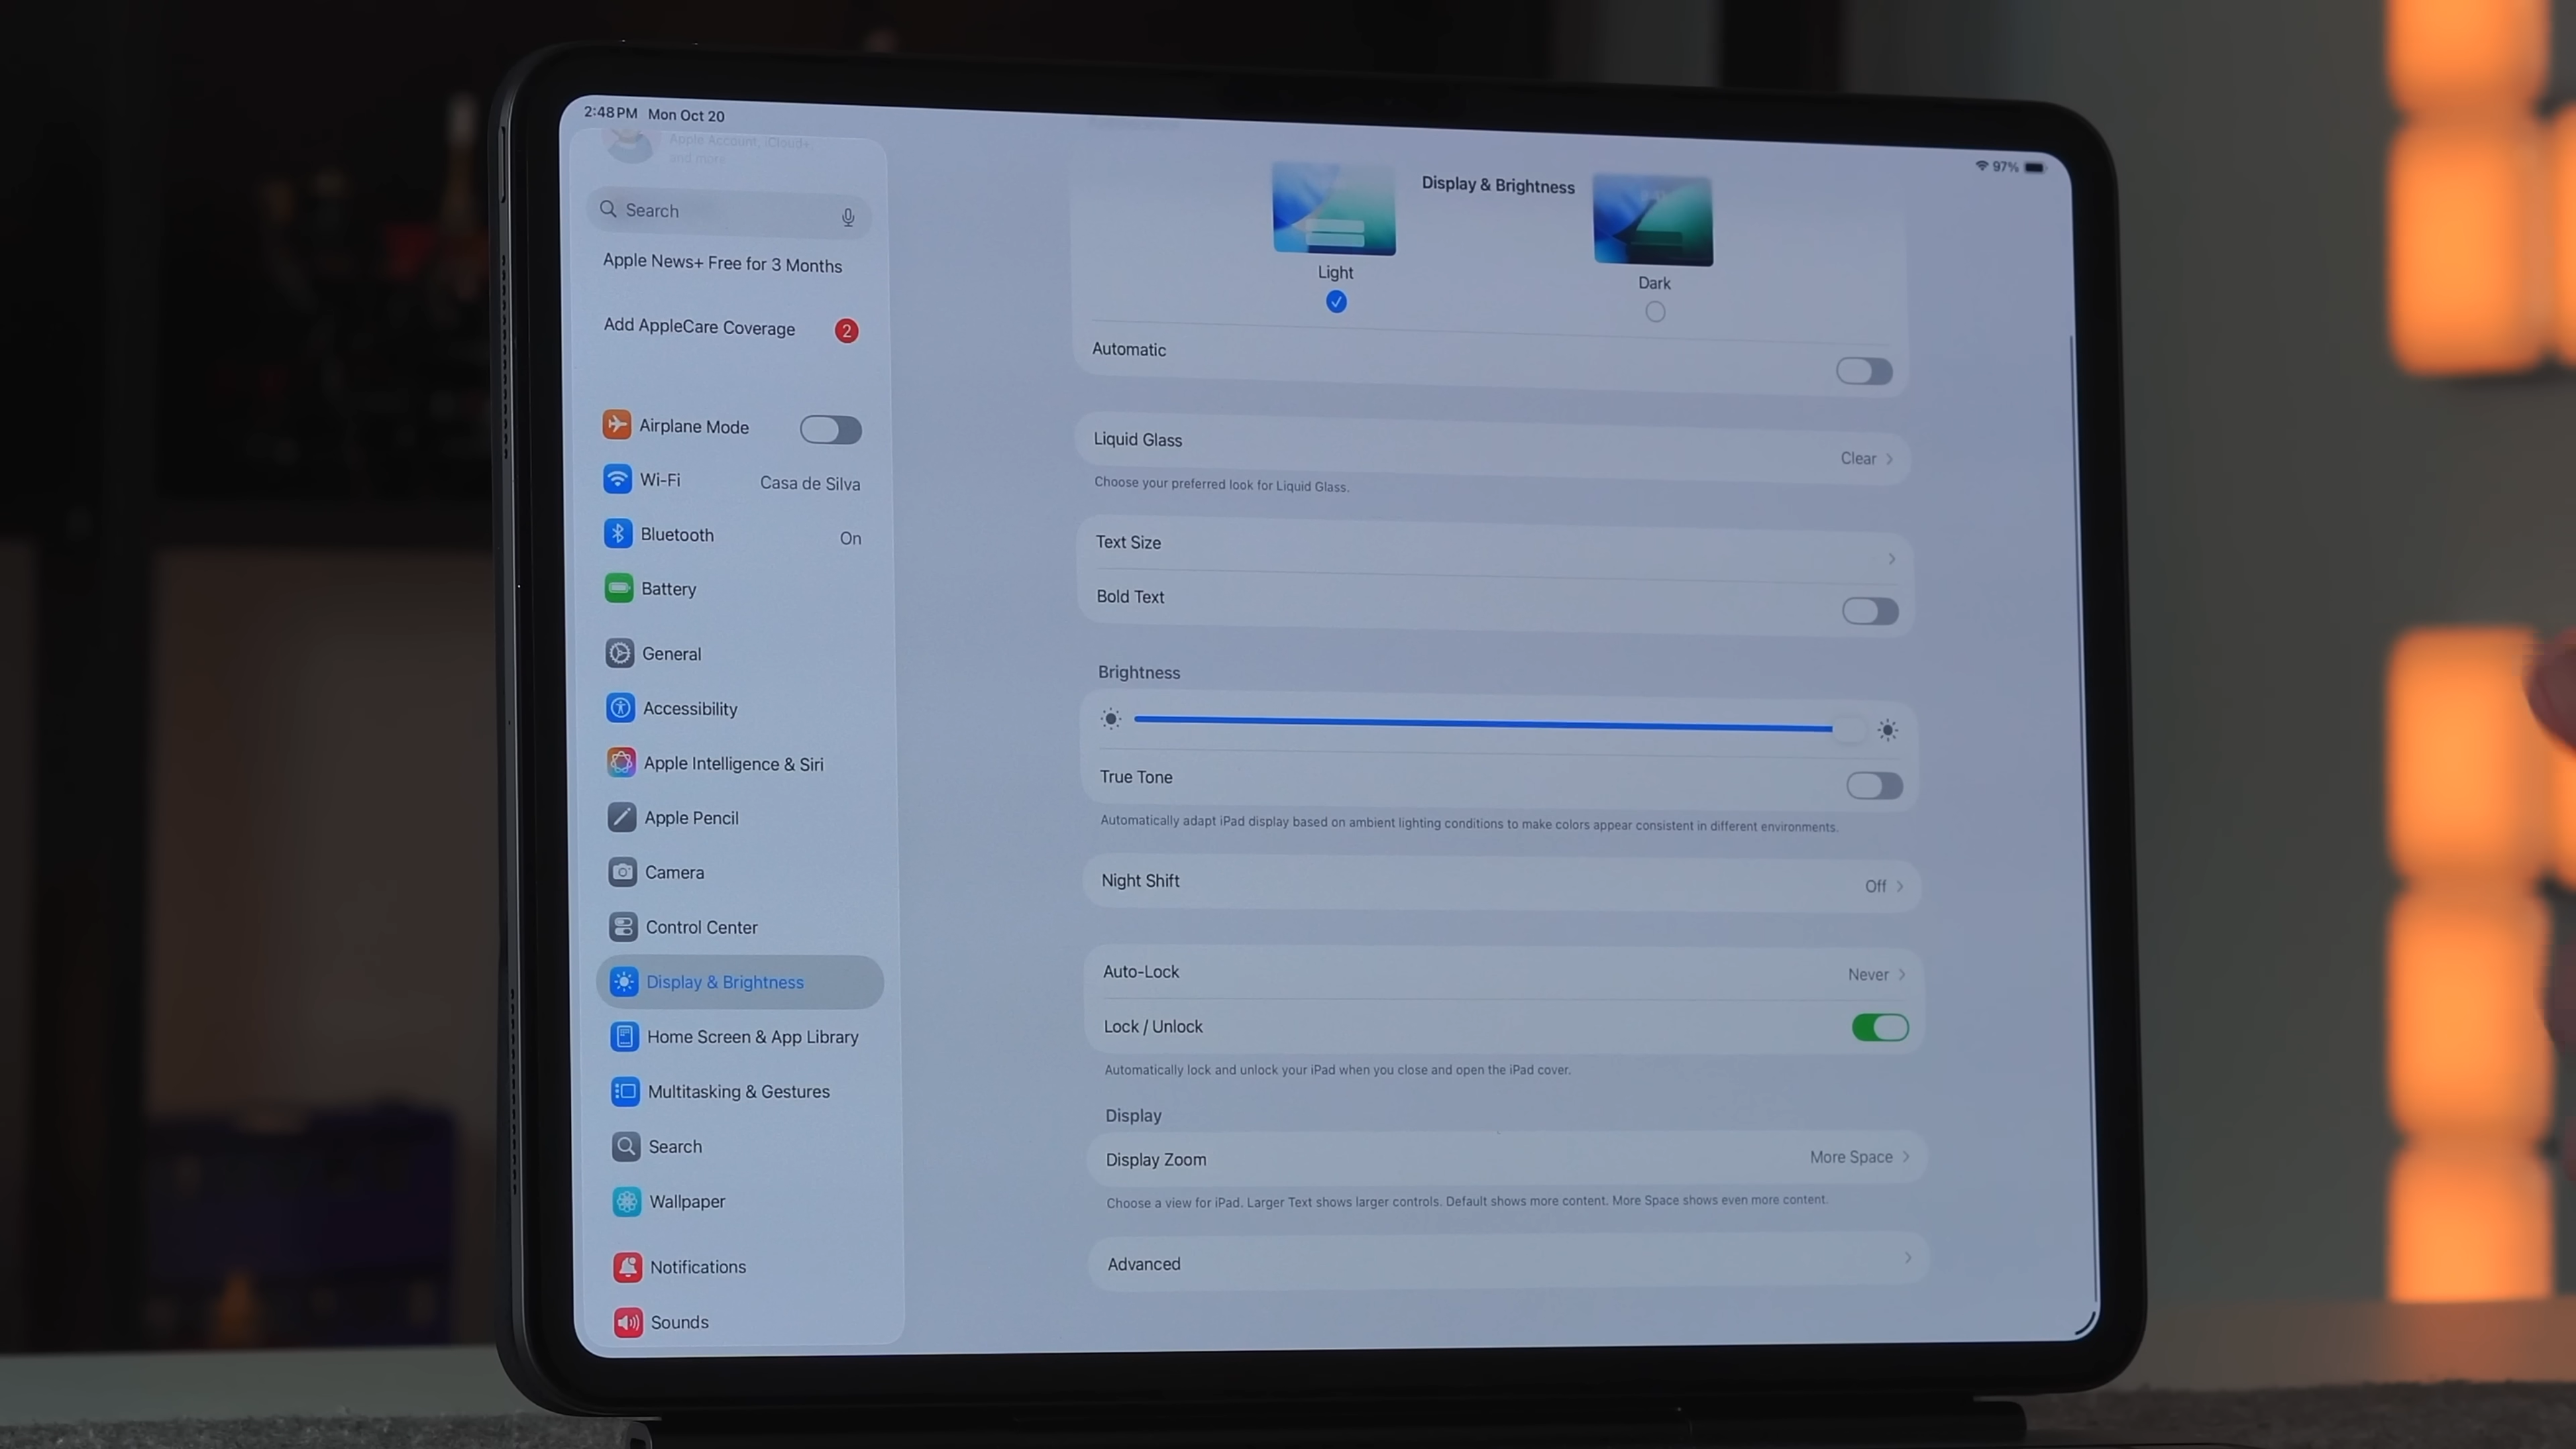 2:48 PM Mon Oct 20
97%
Apple Account, iCloud+,
and more
Search
Apple News+ Free for 3 Months
Add AppleCare Coverage 2
Airplane Mode
Wi-Fi Casa de Silva
Bluetooth On
Battery
General
Accessibility
Apple Intelligence & Siri
Apple Pencil
Camera
Control Center
Display & Brightness
Home Screen & App Library
Multitasking & Gestures
Search
Wallpaper
Notifications
Sounds
Display & Brightness
Light Dark
Automatic
Liquid Glass Clear
Choose your preferred look for Liquid Glass.
Text Size
Bold Text
Brightness
True Tone
Automatically adapt iPad display based on ambient lighting conditions to make colors appear consistent in different environments.
Night Shift Off
Auto-Lock Never
Lock / Unlock
Automatically lock and unlock your iPad when you close and open the iPad cover.
Display
Display Zoom More Space
Choose a view for iPad. Larger Text shows larger controls. Default shows more content. More Space shows even more content.
Advanced